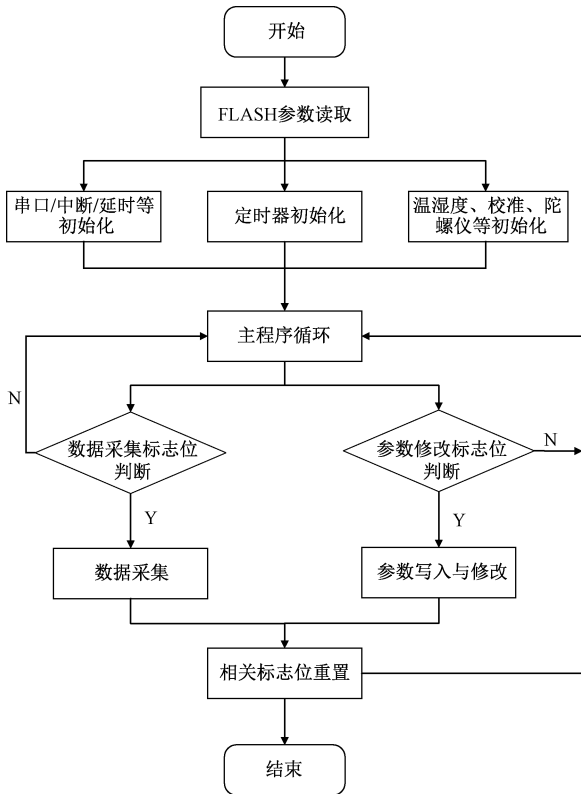 开始
FLASH参数读取
串口/中断/延时等
初始化
定时器初始化
温湿度、校准、陀
螺仪等初始化
主程序循环
N
数据采集标志位
判断
参数修改标志位
判断
N
Y
Y
数据采集
参数写入与修改
相关标志位重置
结束